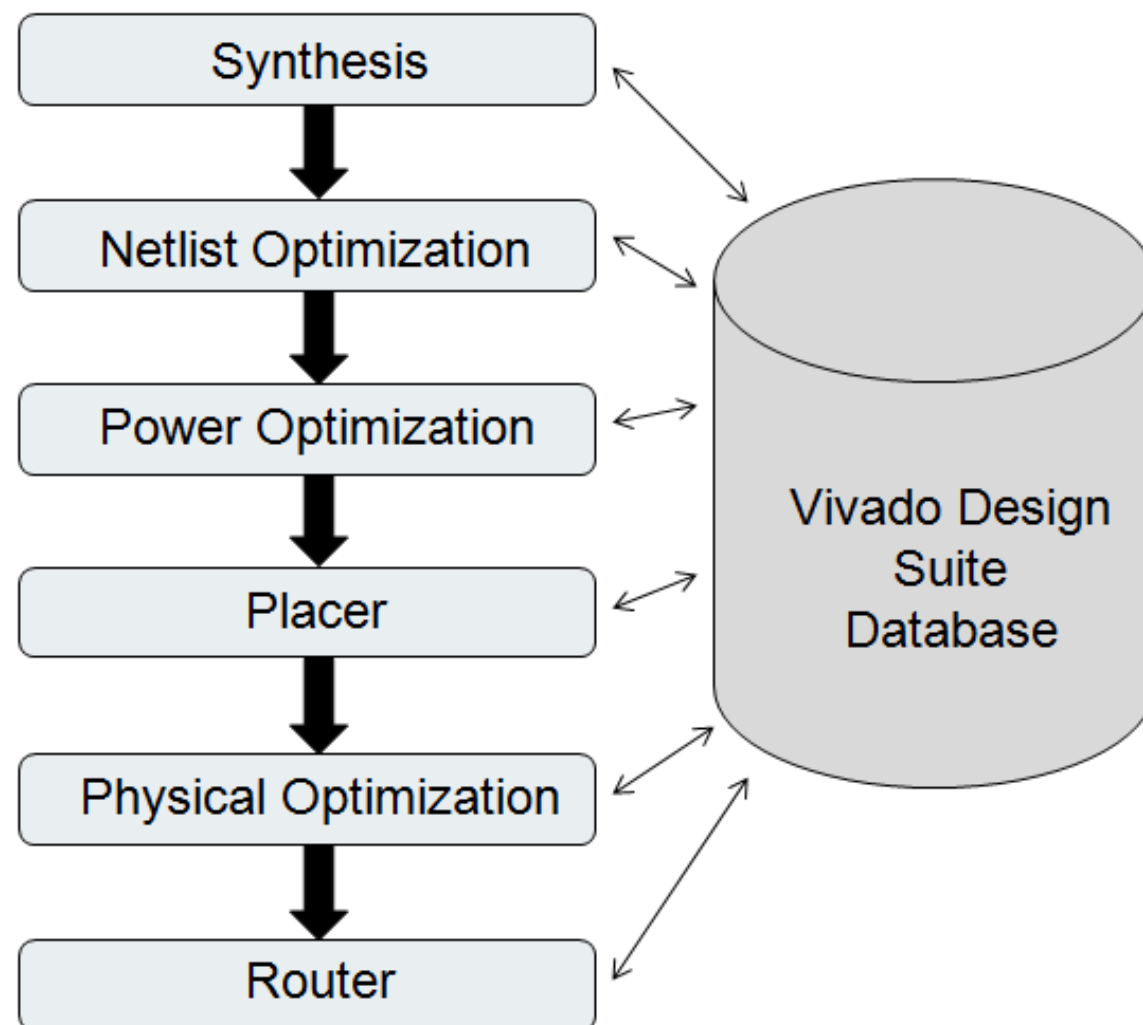 Synthesis
Netlist Optimization
Power Optimization
Placer
Physical Optimization
Router
Vivado Design
Suite
Database